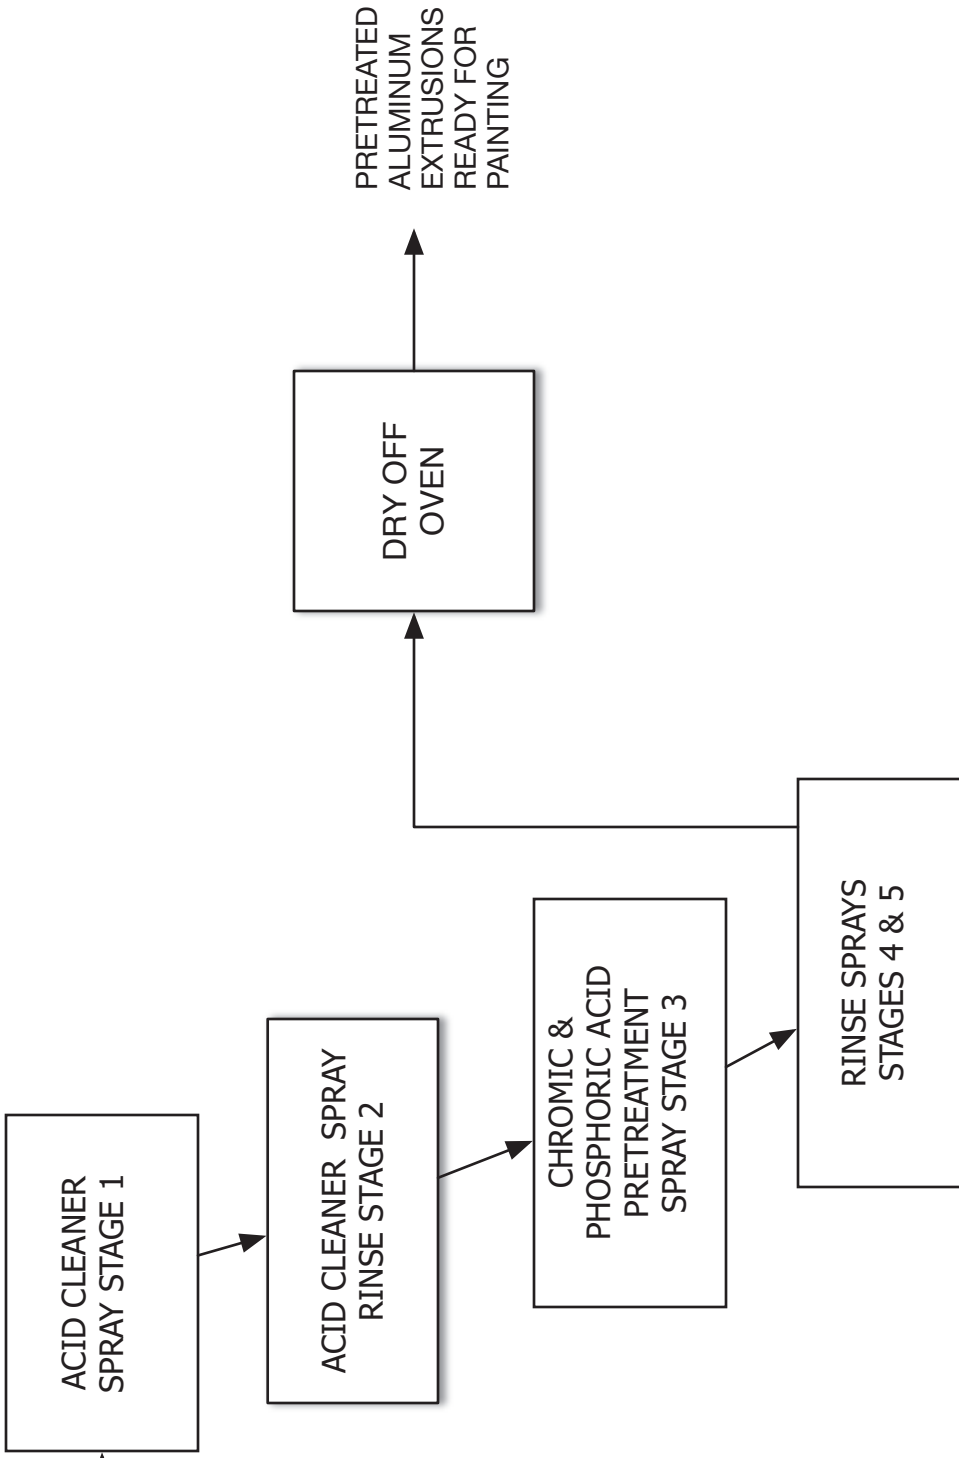 ACID CLEANER
SPRAY STAGE 1
ACID CLEANER SPRAY
RINSE STAGE 2
CHROMIC &
PHOSPHORIC ACID
PRETREATMENT
SPRAY STAGE 3
RINSE SPRAYS
STAGES 4 & 5
DRY OFF
OVEN
PRETREATED
ALUMINUM
EXTRUSIONS
READY FOR
PAINTING